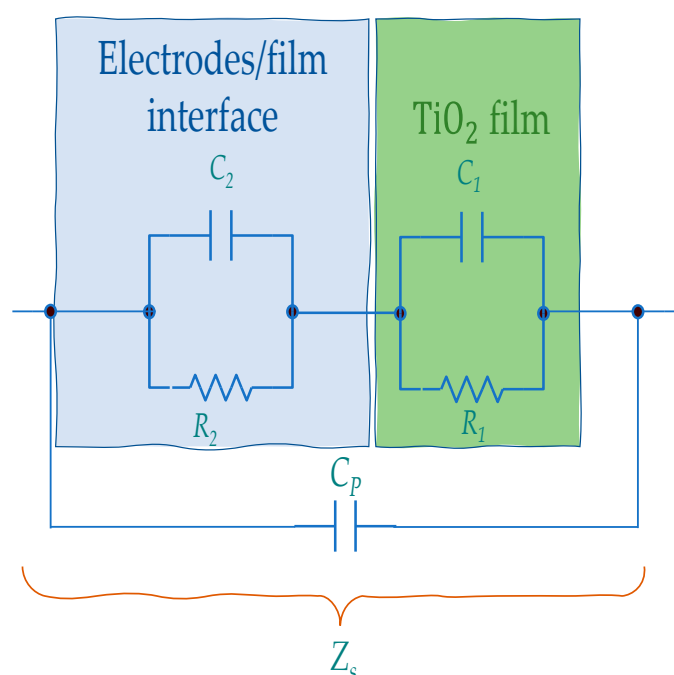 Electrodes/film
interface
TiO₂ film
C₂
C₁
R₂
R₁
Cₚ
Zₛ